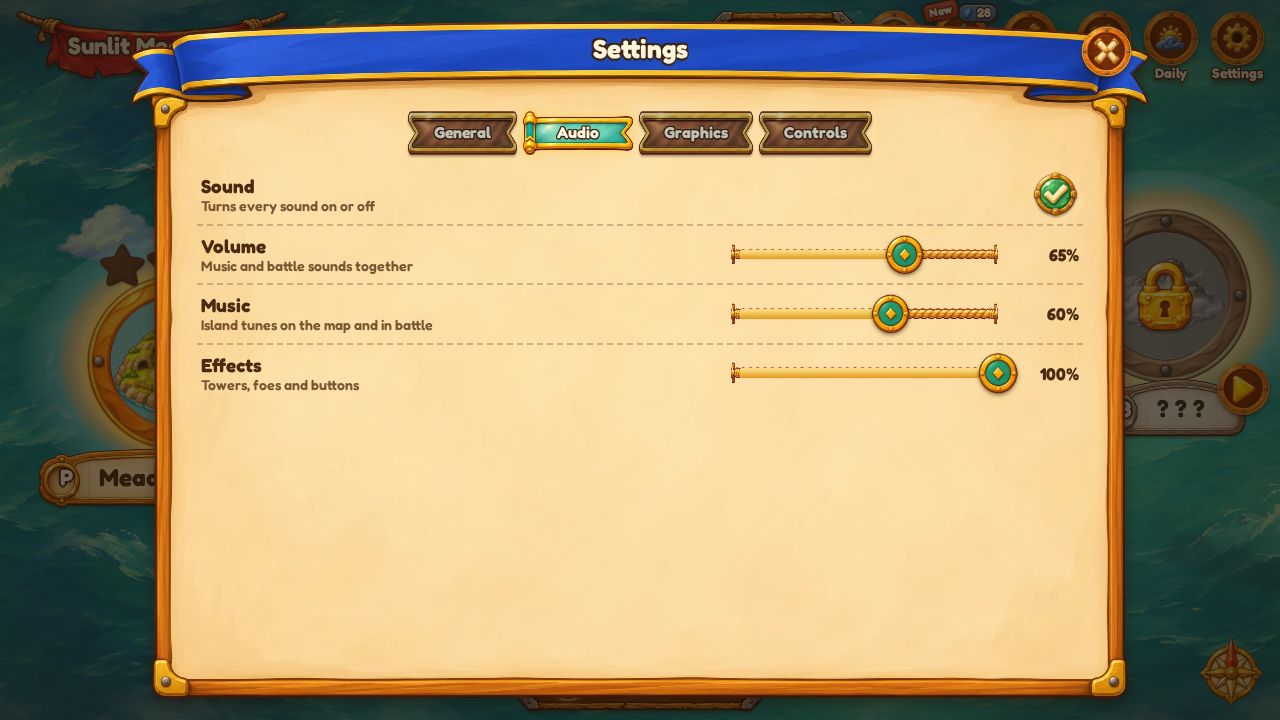 New
28
Sunlit
Settings
Daily
Settings
General
Audio
Graphics
Controls
Sound
Turns every sound on or off
Volume
Music and battle sounds together
65%
Music
Island tunes on the map and in battle
60%
Effects
Towers, foes and buttons
100%
? ? ?
P